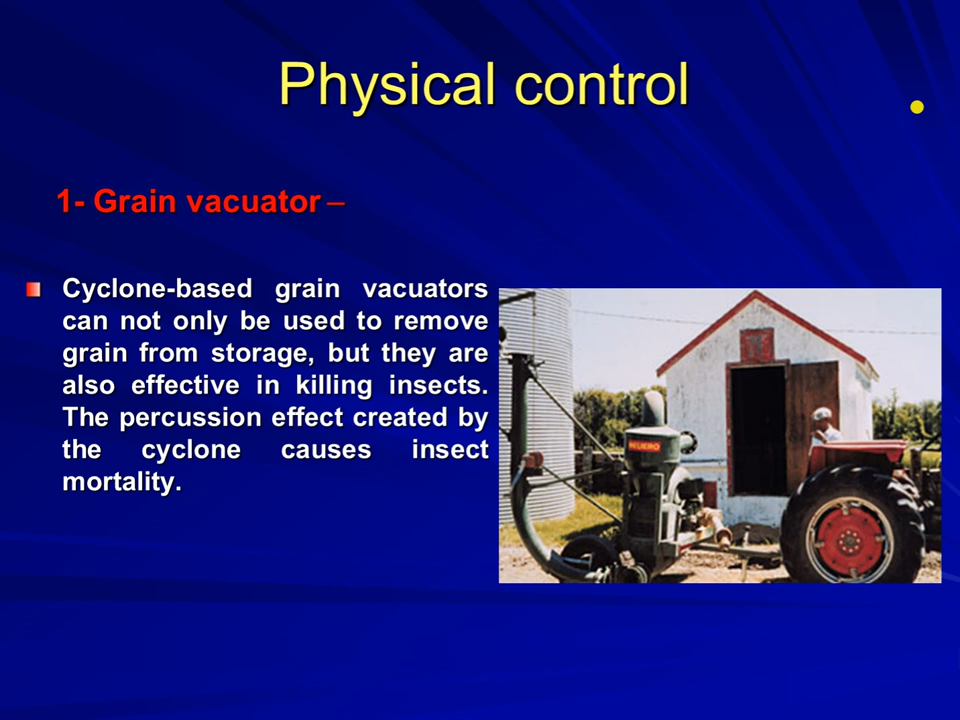 Physical control
1- Grain vacuator –
Cyclone-based grain vacuators
can not only be used to remove
grain from storage, but they are
also effective in killing insects.
The percussion effect created by
the cyclone causes insect
mortality.